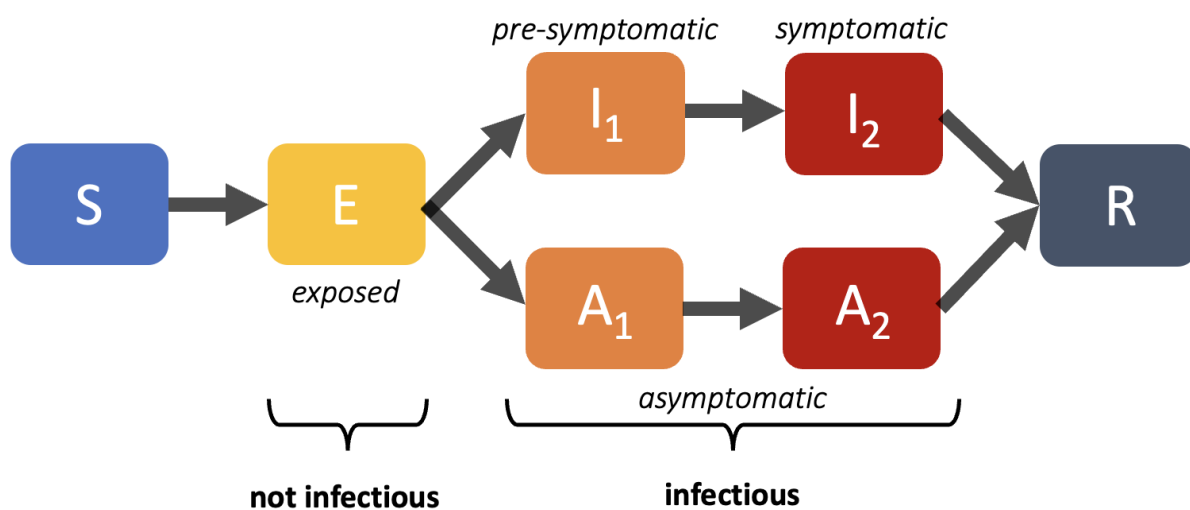 pre-symptomatic
symptomatic
I₁
I₂
S
E
R
exposed
A₁
A₂
asymptomatic
not infectious
infectious